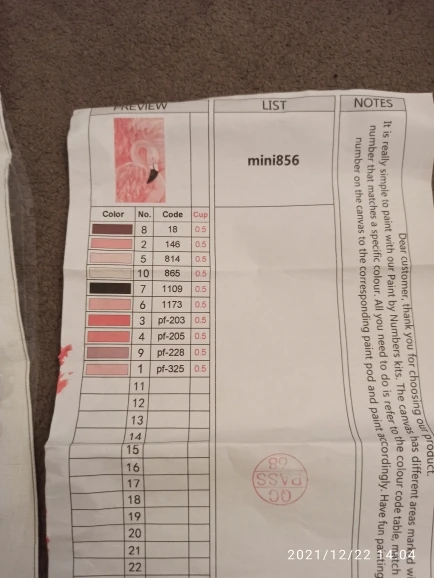 PREVIEW LIST NOTES
mini856
Color No. Code Cup
8 18 0.5
2 146 0.5
5 814 0.5
10 865 0.5
7 1109 0.5
6 1173 0.5
3 pf-203 0.5
4 pf-205 0.5
9 pf-228 0.5
1 pf-325 0.5
11
12
13
14
15
16
17
18
19
20
21
22
Dear customer, thank you for choosing our product.
It is really simple to paint with our Paint by Numbers kits. The canvas has different areas marked
number that matches a specific colour. All you need to do is refer to the colour code table, match
number on the canvas to the corresponding paint pod and paint accordingly. Have fun painting
QC
PASS
68
2021/12/22 14:04